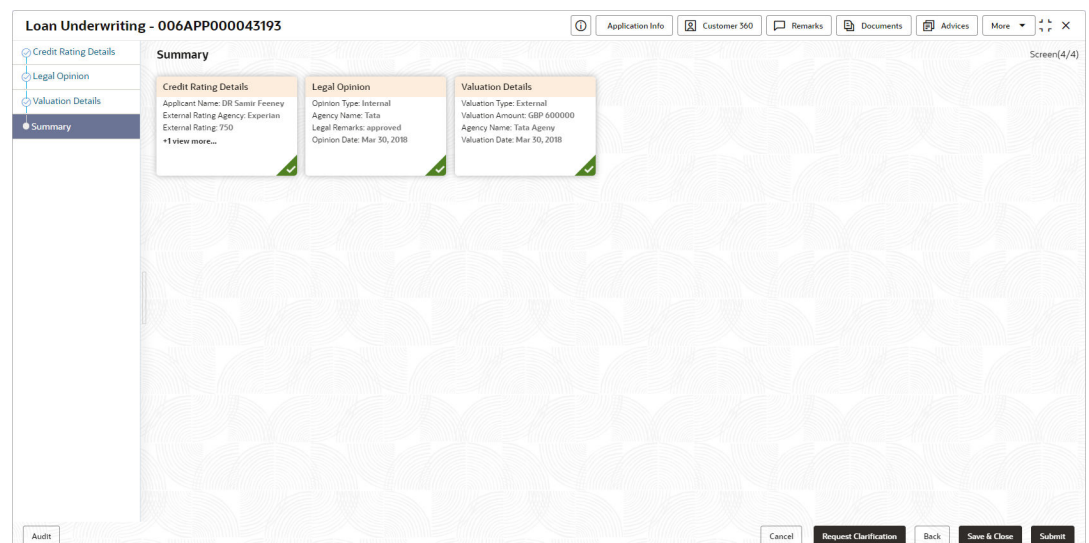 Loan Underwriting - 006APP000043193
Application Info
Customer 360
Remarks
Documents
Advices
More
Credit Rating Details
Legal Opinion
Valuation Details
Summary
Summary
Screen(4/4)
Credit Rating Details
Applicant Name: DR Samir Feeney
External Rating Agency: Experian
External Rating: 750
+1 view more...
Legal Opinion
Opinion Type: Internal
Agency Name: Tata
Legal Remarks: approved
Opinion Date: Mar 30, 2018
Valuation Details
Valuation Type: External
Valuation Amount: GBP 600000
Agency Name: Tata Ageny
Valuation Date: Mar 30, 2018
Audit
Cancel
Request Clarification
Back
Save & Close
Submit